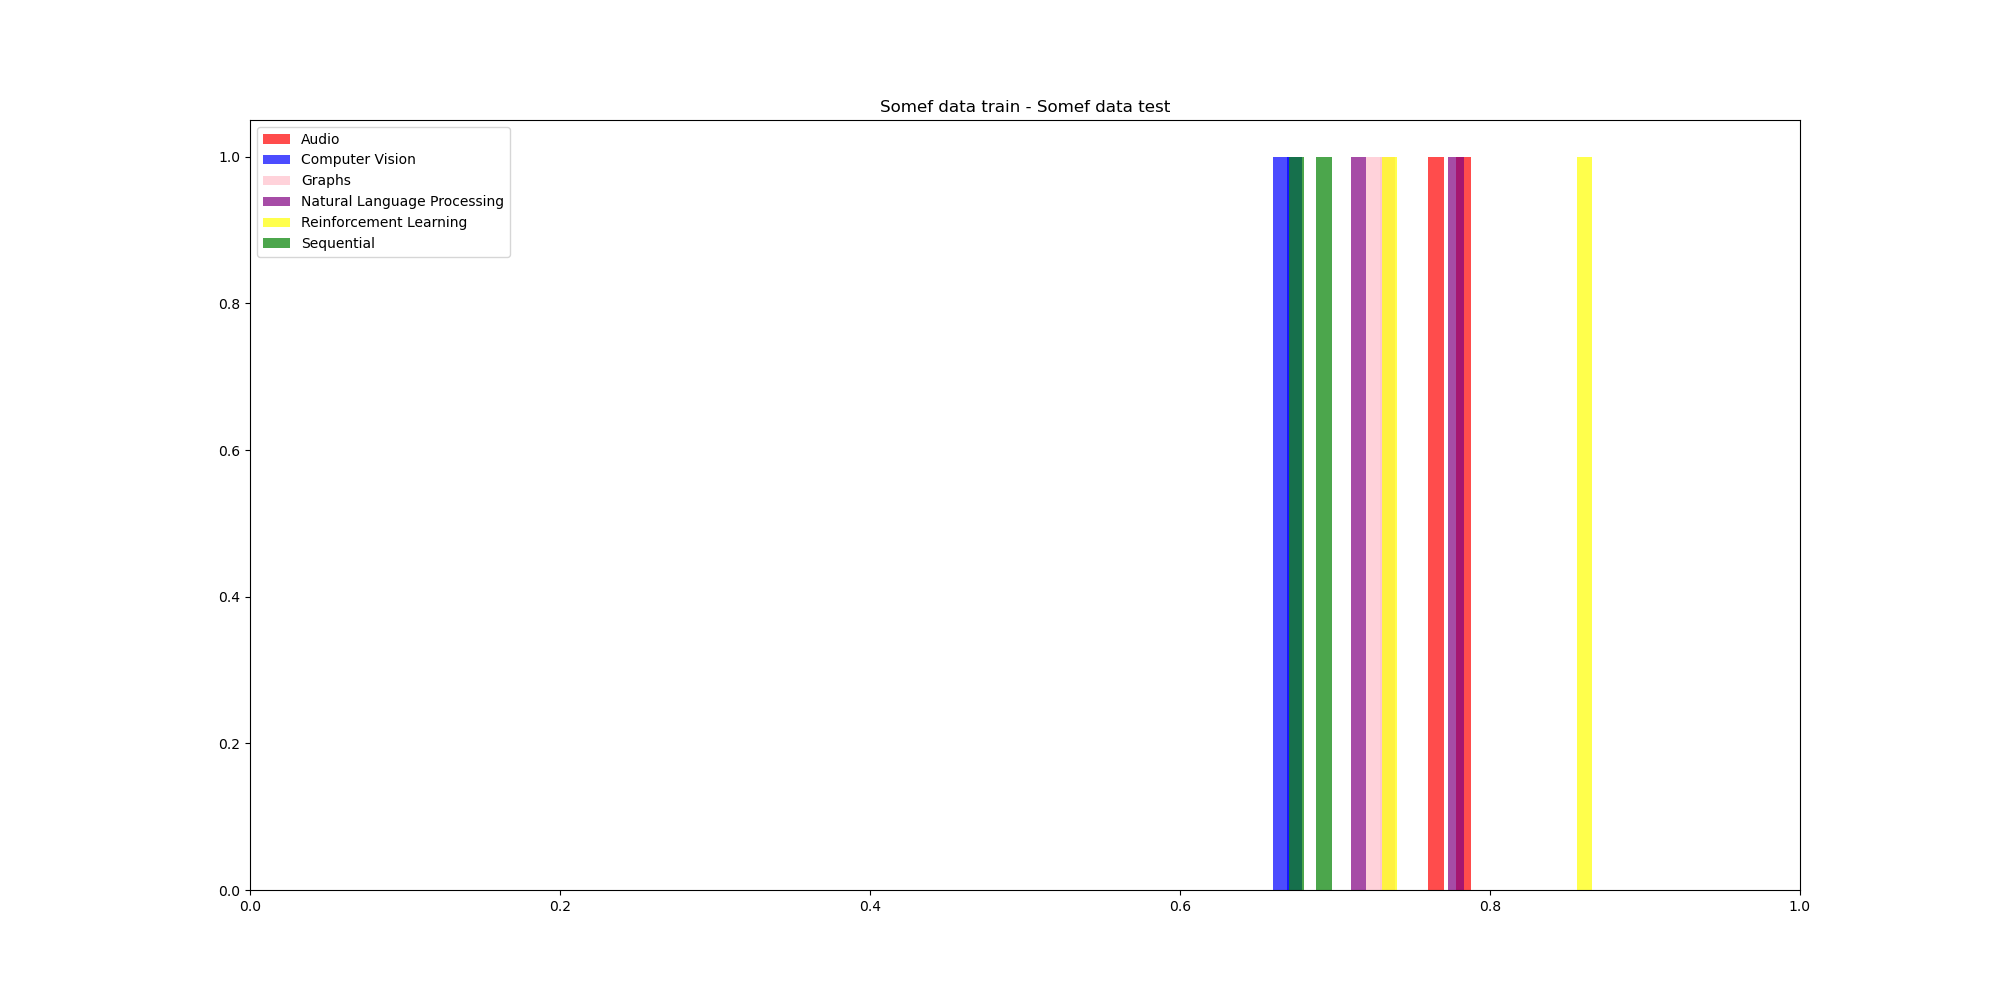 Somef data train - Somef data test
Audio
Computer Vision
Graphs
Natural Language Processing
Reinforcement Learning
Sequential
1.0
0.8
0.6
0.4
0.2
0.0
0.0 0.2 0.4 0.6 0.8 1.0